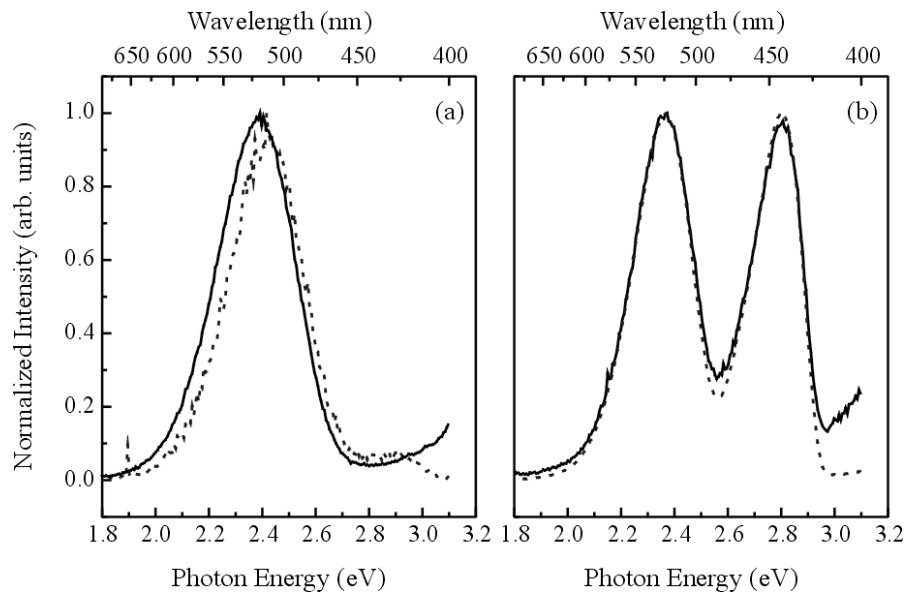 Wavelength (nm)
Wavelength (nm)
650 600 550 500 450 400
650 600 550 500 450 400
(a)
(b)
Normalized Intensity (arb. units)
1.0
0.8
0.6
0.4
0.2
0.0
1.8 2.0 2.2 2.4 2.6 2.8 3.0 3.2
1.8 2.0 2.2 2.4 2.6 2.8 3.0 3.2
Photon Energy (eV)
Photon Energy (eV)